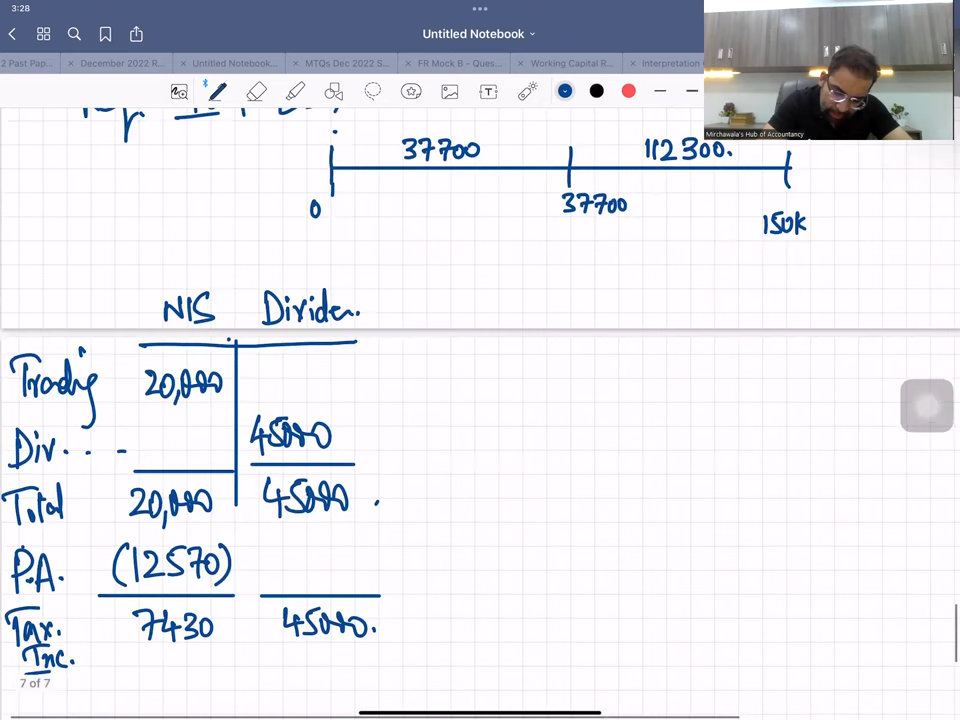 3:28
Untitled Notebook
2 Past Pap...
December 2022 R...
Untitled Notebook...
MTQs Dec 2022 S...
FR Mock B - Ques...
Working Capital R...
Interpretation
Mirchawala's Hub of Accountancy
37700 112300.
0 37700 150K
NIS Dividen.
Trading 20,000
Div. . . - 45000
Total 20,000 45000 .
P.A. (12570)
Tax. 7430 45000.
Inc.
7 of 7